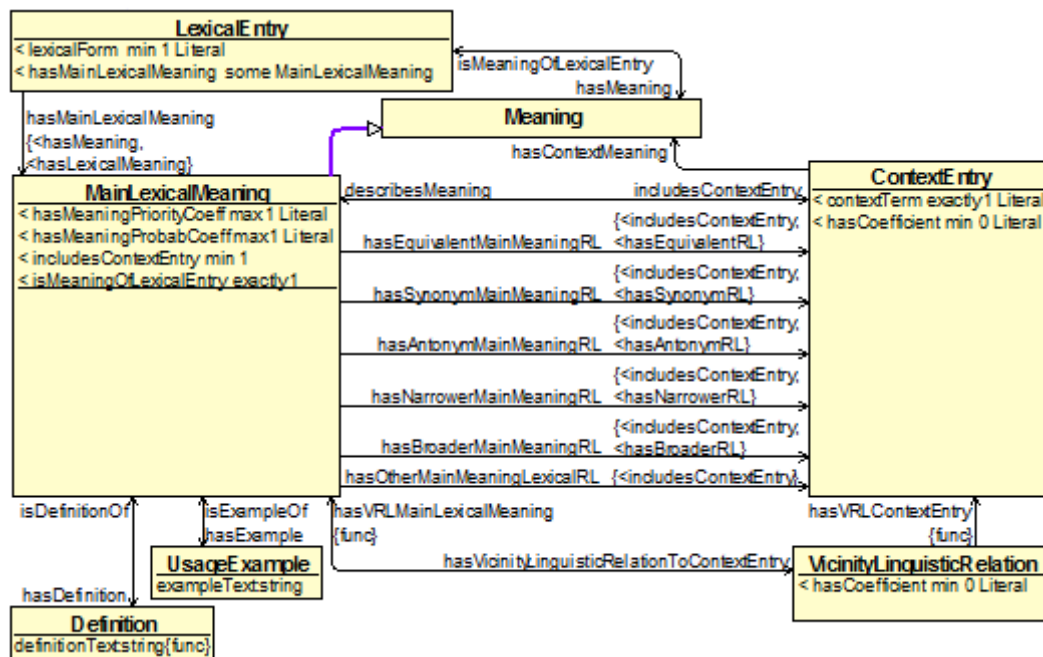 LexicalEntry
< lexicalForm min 1 Literal
< hasMainLexicalMeaning some MainLexicalMeaning
isMeaningOfLexicalEntry
hasMeaning
Meaning
hasMainLexicalMeaning
{<hasMeaning,
<hasLexicalMeaning}
hasContextMeaning
MainLexicalMeaning
< hasMeaningPriorityCoeff max 1 Literal
< hasMeaningProbabCoeff max 1 Literal
< includesContextEntry min 1
< isMeaningOfLexicalEntry exactly 1
ContextEntry
< contextTerm exactly 1 Literal
< hasCoefficient min 0 Literal
describesMeaning includesContextEntry
{<includesContextEntry,
hasEquivalentMainMeaningRL <hasEquivalentRL}
{<includesContextEntry,
hasSynonymMainMeaningRL <hasSynonymRL}
{<includesContextEntry,
hasAntonymMainMeaningRL <hasAntonymRL}
{<includesContextEntry,
hasNarrowerMainMeaningRL <hasNarrowerRL}
{<includesContextEntry,
hasBroaderMainMeaningRL <hasBroaderRL}
hasOtherMainMeaningLexicalRL {<includesContextEntry}
isDefinitionOf
isExampleOf
hasExample
hasVRLMainLexicalMeaning
{func}
hasVRLContextEntry
{func}
hasVicinityLinguisticRelationToContextEntry
UsageExample
exampleText:string
VicinityLinguisticRelation
< hasCoefficient min 0 Literal
hasDefinition
Definition
definitionText:string{func}